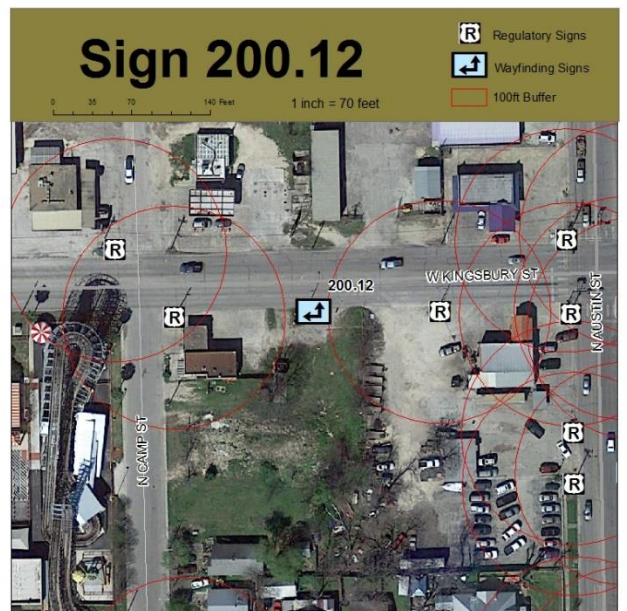 Sign 200.12
R Regulatory Signs
Wayfinding Signs
100ft Buffer
0 35 70 140 Feet
1 inch = 70 feet
R
200.12
W KINGSBURY ST
R
R
R
R
N AUSTIN ST
N CAMP ST
R
R